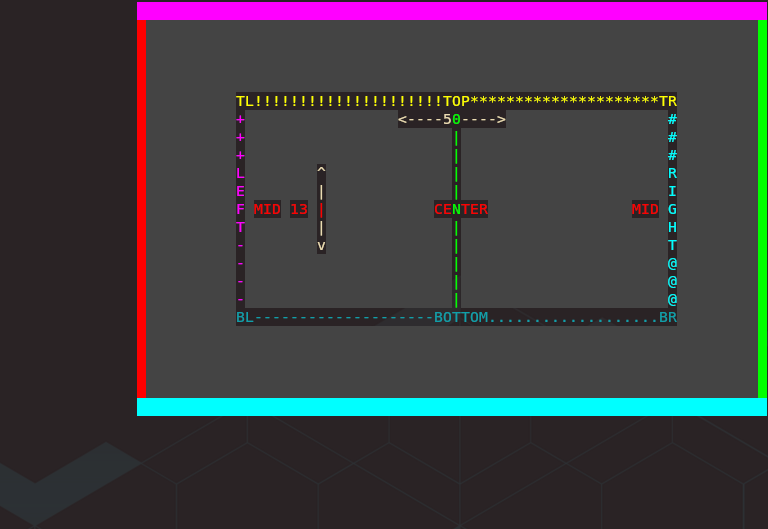 TL!!!!!!!!!!!!!!!!!!!!!TOP*********************TR
+ <----50----> #
+ | #
+ | #
L ^ | R
E | | I
F MID 13 | CENTER MID G
T | | H
- v | T
- | @
- | @
- | @
BL--------------------BOTTOM...................BR